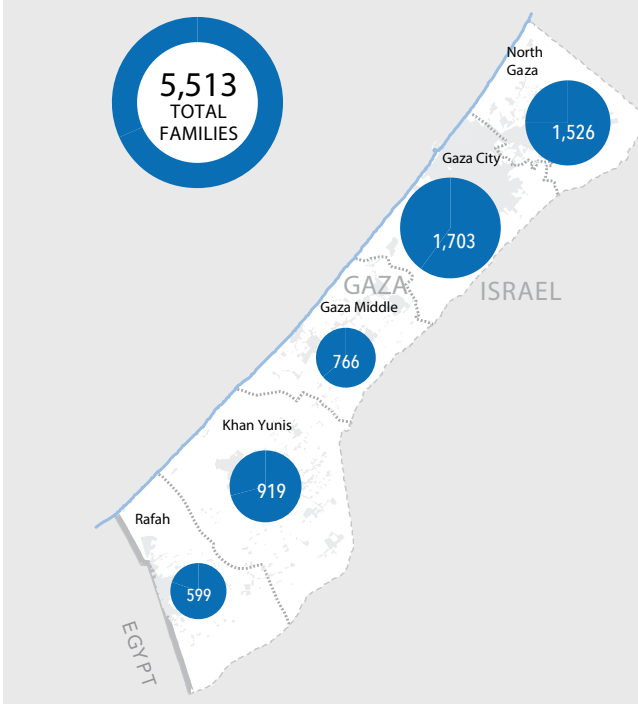 5,513
TOTAL
FAMILIES
North
Gaza
1,526
Gaza City
1,703
GAZA
ISRAEL
Gaza Middle
766
Khan Yunis
919
Rafah
599
EGYPT